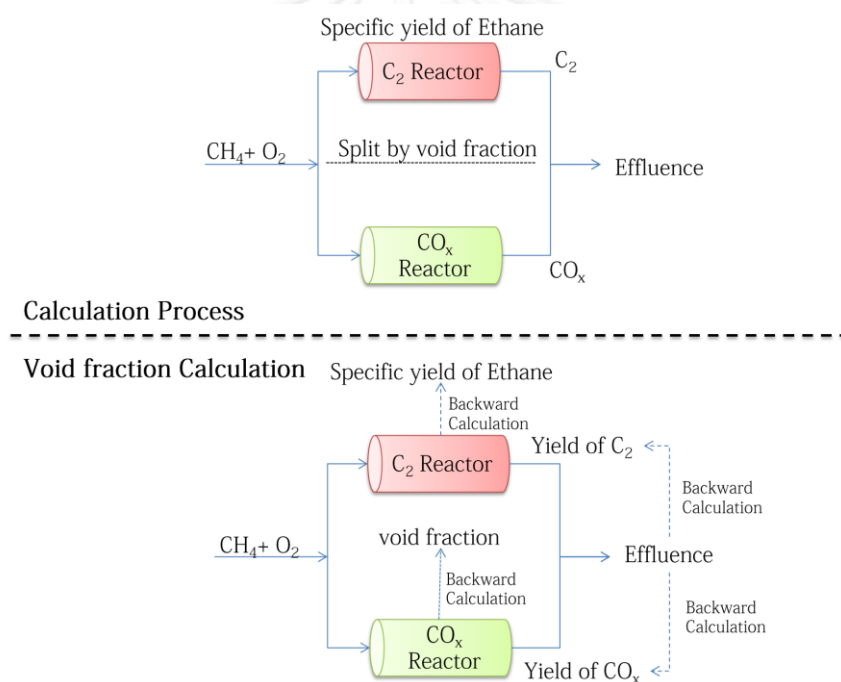 Specific yield of Ethane
C₂ Reactor
C₂
CH₄+ O₂
Split by void fraction
Effluence
COₓ
Reactor
COₓ
Calculation Process
Void fraction Calculation
Specific yield of Ethane
Backward
Calculation
Yield of C₂
C₂ Reactor
Backward
Calculation
CH₄+ O₂
void fraction
Effluence
Backward
Calculation
Backward
Calculation
COₓ
Reactor
Yield of COₓ